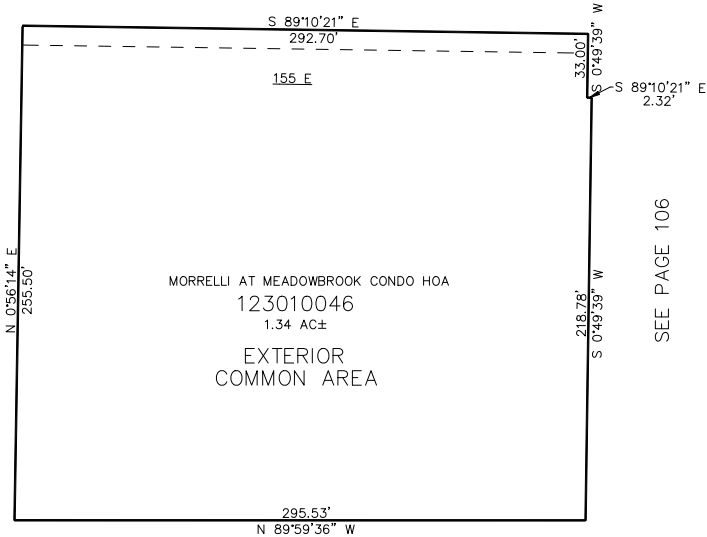 S 89°10'21" E
292.70'
33.00'
S 0°49'39" W
S 89°10'21" E
2.32'
155 E
SEE PAGE 106
N 0°56'14" E
255.50'
MORRELLI AT MEADOWBROOK CONDO HOA
123010046
1.34 AC±
EXTERIOR
COMMON AREA
218.78'
S 0°49'39" W
295.53'
N 89°59'36" W